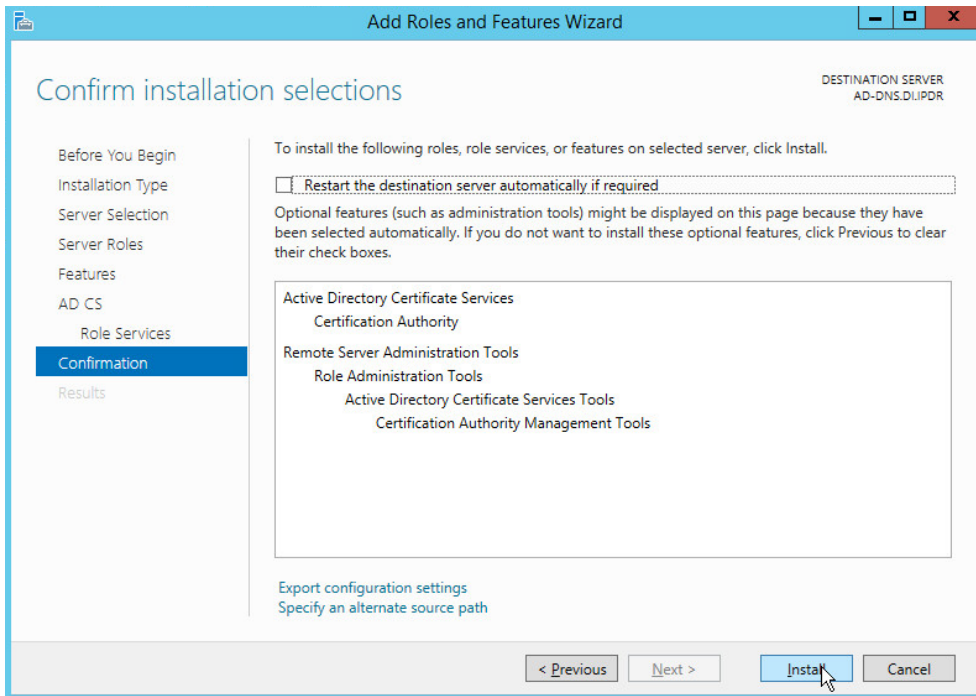 Add Roles and Features Wizard
Confirm installation selections
DESTINATION SERVER
AD-DNS.DI.IPDR
Before You Begin
Installation Type
Server Selection
Server Roles
Features
AD CS
Role Services
Confirmation
Results
To install the following roles, role services, or features on selected server, click Install.
Restart the destination server automatically if required
Optional features (such as administration tools) might be displayed on this page because they have
been selected automatically. If you do not want to install these optional features, click Previous to clear
their check boxes.
Active Directory Certificate Services
Certification Authority
Remote Server Administration Tools
Role Administration Tools
Active Directory Certificate Services Tools
Certification Authority Management Tools
Export configuration settings
Specify an alternate source path
< Previous
Next >
Install
Cancel